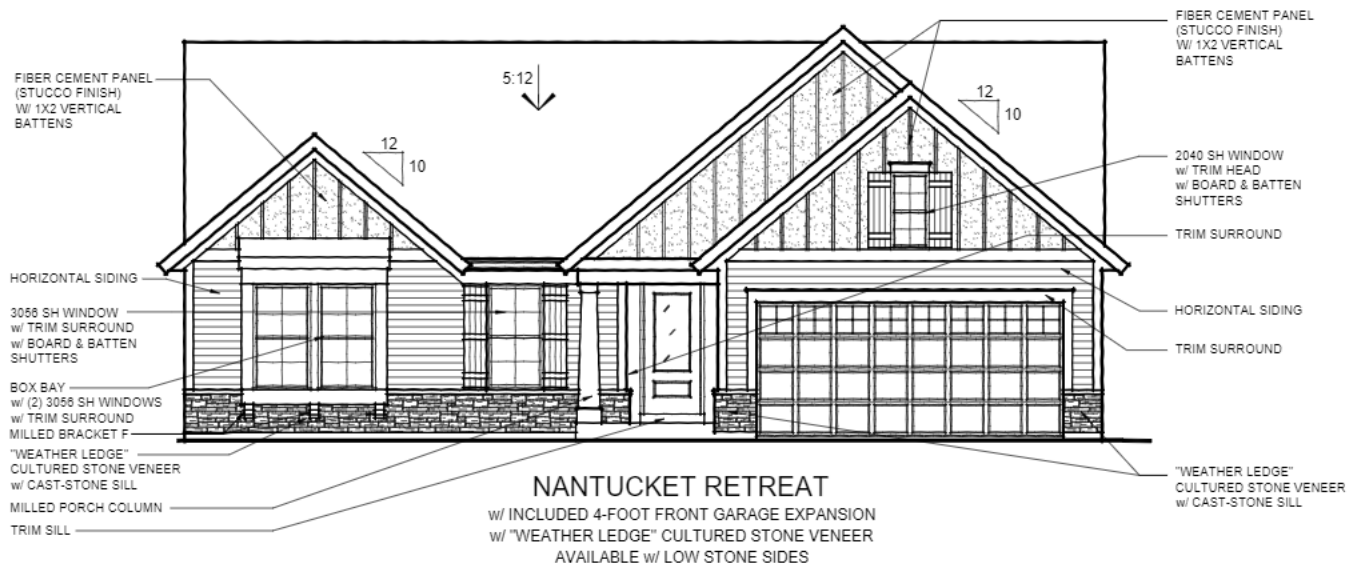 FIBER CEMENT PANEL
(STUCCO FINISH)
W/ 1X2 VERTICAL
BATTENS
HORIZONTAL SIDING
3056 SH WINDOW
w/ TRIM SURROUND
w/ BOARD & BATTEN
SHUTTERS
BOX BAY
w/ (2) 3056 SH WINDOWS
w/ TRIM SURROUND
MILLED BRACKET F
"WEATHER LEDGE"
CULTURED STONE VENEER
w/ CAST-STONE SILL
MILLED PORCH COLUMN
TRIM SILL
5:12
12
10
12
10
FIBER CEMENT PANEL
(STUCCO FINISH)
W/ 1X2 VERTICAL
BATTENS
2040 SH WINDOW
w/ TRIM HEAD
w/ BOARD & BATTEN
SHUTTERS
TRIM SURROUND
HORIZONTAL SIDING
TRIM SURROUND
"WEATHER LEDGE"
CULTURED STONE VENEER
w/ CAST-STONE SILL
NANTUCKET RETREAT
w/ INCLUDED 4-FOOT FRONT GARAGE EXPANSION
w/ "WEATHER LEDGE" CULTURED STONE VENEER
AVAILABLE w/ LOW STONE SIDES